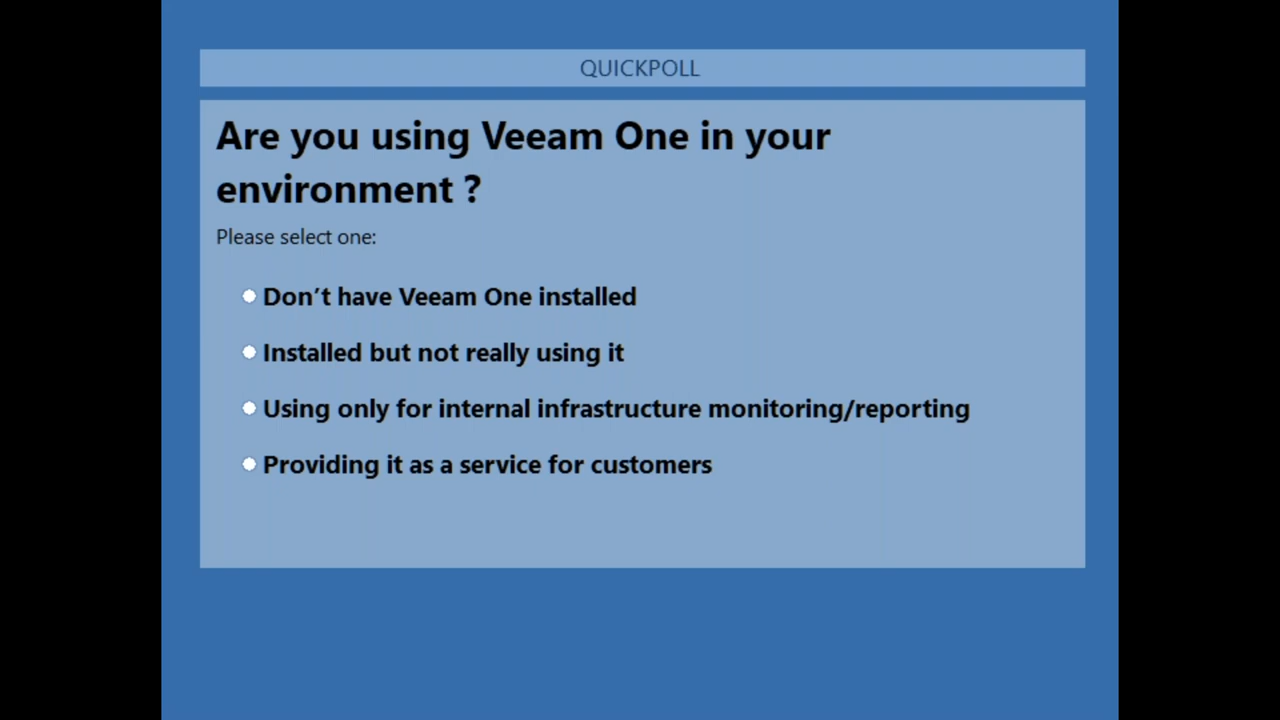 QUICKPOLL
Are you using Veeam One in your
environment ?
Please select one:
Don’t have Veeam One installed
Installed but not really using it
Using only for internal infrastructure monitoring/reporting
Providing it as a service for customers